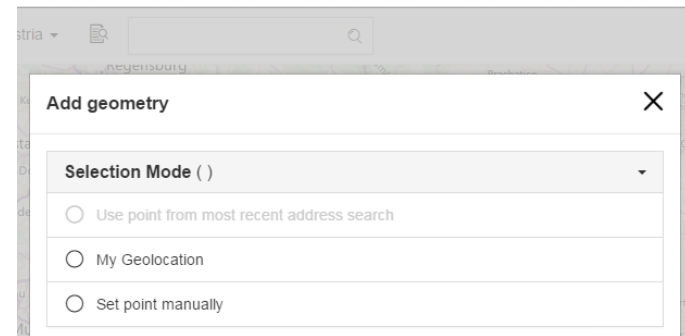 stria
Regensburg
Add geometry
Selection Mode ( )
Use point from most recent address search
My Geolocation
Set point manually